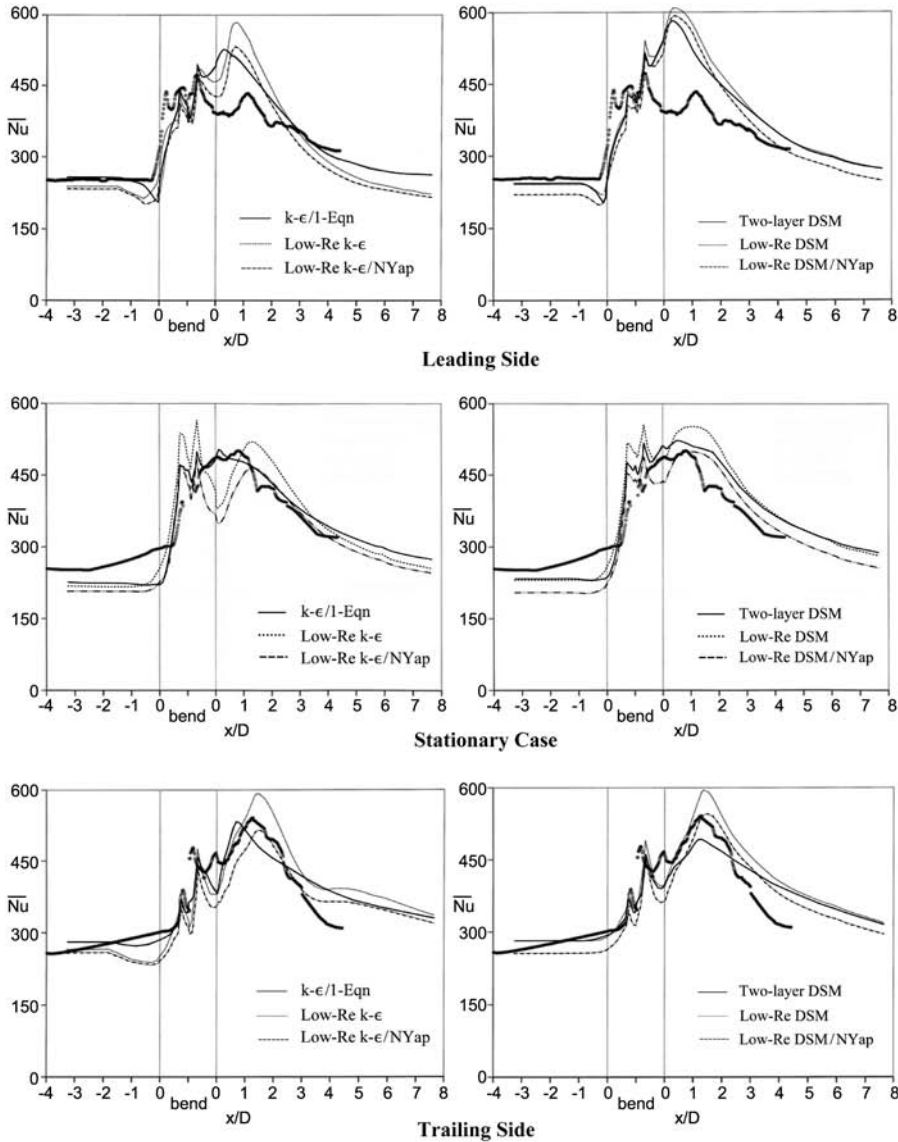 600
450
Nu
300
150
0
k-ϵ/1-Eqn
Low-Re k-ϵ
Low-Re k-ϵ/NYap
-4 -3 -2 -1 0 0 1 2 3 4 5 6 7 8
bend
x/D
600
450
Nu
300
150
0
Two-layer DSM
Low-Re DSM
Low-Re DSM/NYap
-4 -3 -2 -1 0 0 1 2 3 4 5 6 7 8
bend
x/D
Leading Side
600
450
Nu
300
150
0
k-ϵ/1-Eqn
Low-Re k-ϵ
Low-Re k-ϵ/NYap
-4 -3 -2 -1 0 0 1 2 3 4 5 6 7 8
bend
x/D
600
450
Nu
300
150
0
Two-layer DSM
Low-Re DSM
Low-Re DSM/NYap
-4 -3 -2 -1 0 0 1 2 3 4 5 6 7 8
bend
x/D
Stationary Case
600
450
Nu
300
150
0
k-ϵ/1-Eqn
Low-Re k-ϵ
Low-Re k-ϵ/NYap
-4 -3 -2 -1 0 0 1 2 3 4 5 6 7 8
bend
x/D
600
450
Nu
300
150
0
Two-layer DSM
Low-Re DSM
Low-Re DSM/NYap
-4 -3 -2 -1 0 0 1 2 3 4 5 6 7 8
bend
x/D
Trailing Side